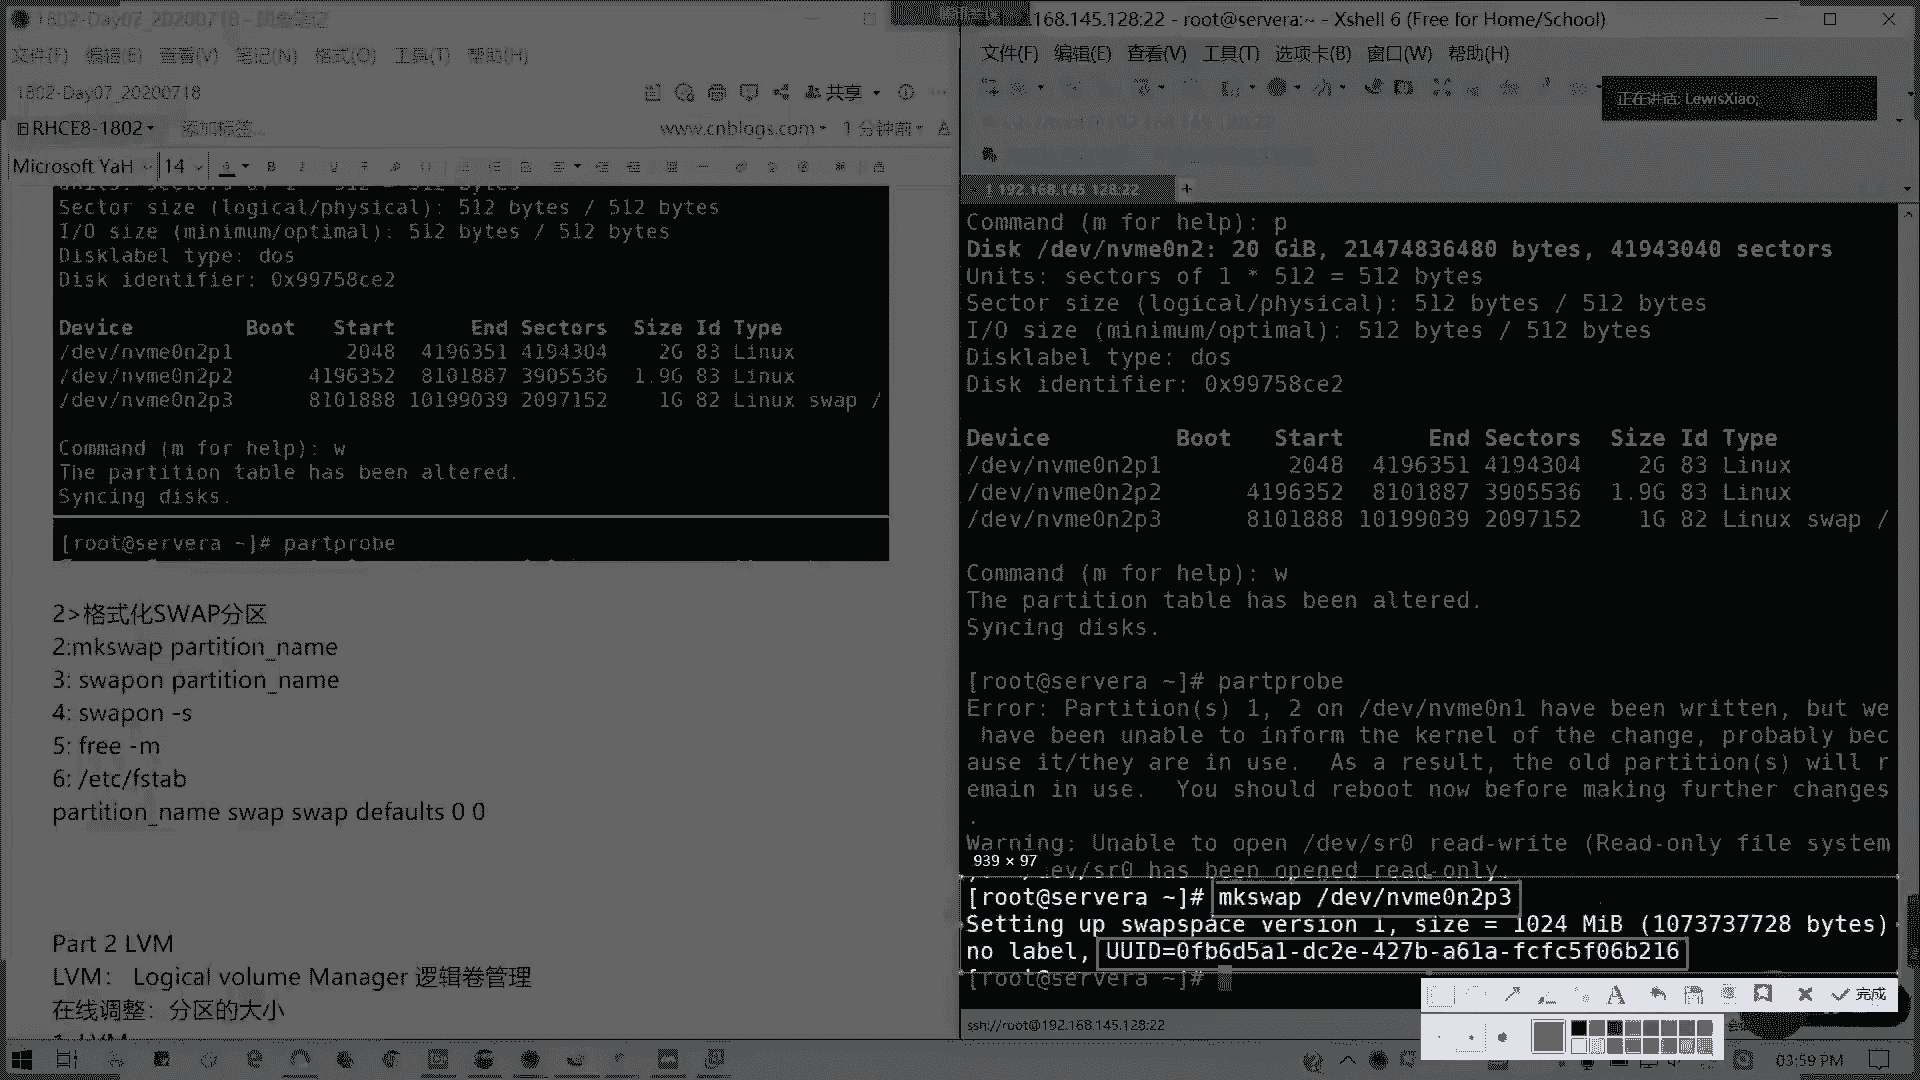 1802-Day07_20200718 -
文件(F) 编辑(E) 查看(V) 笔记(N) 格式(O) 工具(T) 帮助(H)
1802-Day07_20200718
共享
RHCE8-1802
添加标签...
www.cnblogs.com
1 分钟前
Microsoft YaH
14
Sector size (logical/physical): 512 bytes / 512 bytes
I/O size (minimum/optimal): 512 bytes / 512 bytes
Disklabel type: dos
Disk identifier: 0x99758ce2
Device Boot Start End Sectors Size Id Type
/dev/nvme0n2p1 2048 4196351 4194304 2G 83 Linux
/dev/nvme0n2p2 4196352 8101887 3905536 1.9G 83 Linux
/dev/nvme0n2p3 8101888 10199039 2097152 1G 82 Linux swap /
Command (m for help): w
The partition table has been altered.
Syncing disks.
[root@servera ~]# partprobe
2>格式化SWAP分区
2:mkswap partition_name
3: swapon partition_name
4: swapon -s
5: free -m
6: /etc/fstab
partition_name swap swap defaults 0 0
Part 2 LVM
LVM： Logical volume Manager 逻辑卷管理
在线调整：分区的大小
.168.145.128:22 - root@servera:~ - Xshell 6 (Free for Home/School)
文件(F) 编辑(E) 查看(V) 工具(T) 选项卡(B) 窗口(W) 帮助(H)
正在讲话: LewisXiao;
1 192.168.145.128:22
Command (m for help): p
Disk /dev/nvme0n2: 20 GiB, 21474836480 bytes, 41943040 sectors
Units: sectors of 1 * 512 = 512 bytes
Sector size (logical/physical): 512 bytes / 512 bytes
I/O size (minimum/optimal): 512 bytes / 512 bytes
Disklabel type: dos
Disk identifier: 0x99758ce2
Device Boot Start End Sectors Size Id Type
/dev/nvme0n2p1 2048 4196351 4194304 2G 83 Linux
/dev/nvme0n2p2 4196352 8101887 3905536 1.9G 83 Linux
/dev/nvme0n2p3 8101888 10199039 2097152 1G 82 Linux swap /
Command (m for help): w
The partition table has been altered.
Syncing disks.
[root@servera ~]# partprobe
Error: Partition(s) 1, 2 on /dev/nvme0n1 have been written, but we
have been unable to inform the kernel of the change, probably bec
ause it/they are in use. As a result, the old partition(s) will r
emain in use. You should reboot now before making further changes
.
Warning: Unable to open /dev/sr0 read-write (Read-only file system
939 × 97
/dev/sr0 has been opened read-only.
[root@servera ~]# mkswap /dev/nvme0n2p3
Setting up swapspace version 1, size = 1024 MiB (1073737728 bytes)
no label, UUID=0fb6d5a1-dc2e-427b-a61a-fcfc5f06b216
[root@servera ~]#
完成
ssh://root@192.168.145.128:22
03:59 PM